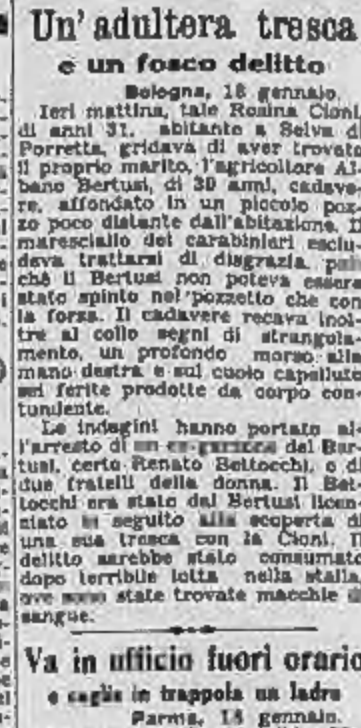 Un' adultera tresca
e un fosco delitto
Bologna, 18 gennaio.
Ieri mattina, tale Rosina Cioni,
di anni 31, abitante a Selva di
Porretta, gridava di aver trovato
il proprio marito, l'agricoltore Al-
bano Bertusi, di 39 anni, cadave-
re, affondato in un piccolo poz-
zo poco distante dall'abitazione. Il
maresciallo dei carabinieri esclu-
deva trattarsi di disgrazia poi-
chè il Bertusi non poteva essere
stato spinto nel pozzetto che con
la forza. Il cadavere recava inol-
tre al collo segni di strangola-
mento, un profondo morso alla
mano destra e sul cuoio capelluto
sei ferite prodotte da corpo con-
tundente.
Le indagini hanno portato al-
l'arresto di un ex-garzone del Ber-
tusi, certo Renato Bettocchi, e di
due fratelli della donna. Il Bet-
tocchi era stato dal Bertusi licen-
ziato in seguito alla scoperta di
una sua tresca con la Cioni. Il
delitto sarebbe stato consumato
dopo terribile lotta nella stalla,
ove sono state trovate macchie di
sangue.
Va in ufficio fuori orario
e coglie in trappola un ladro
Parma, 18 gennaio.